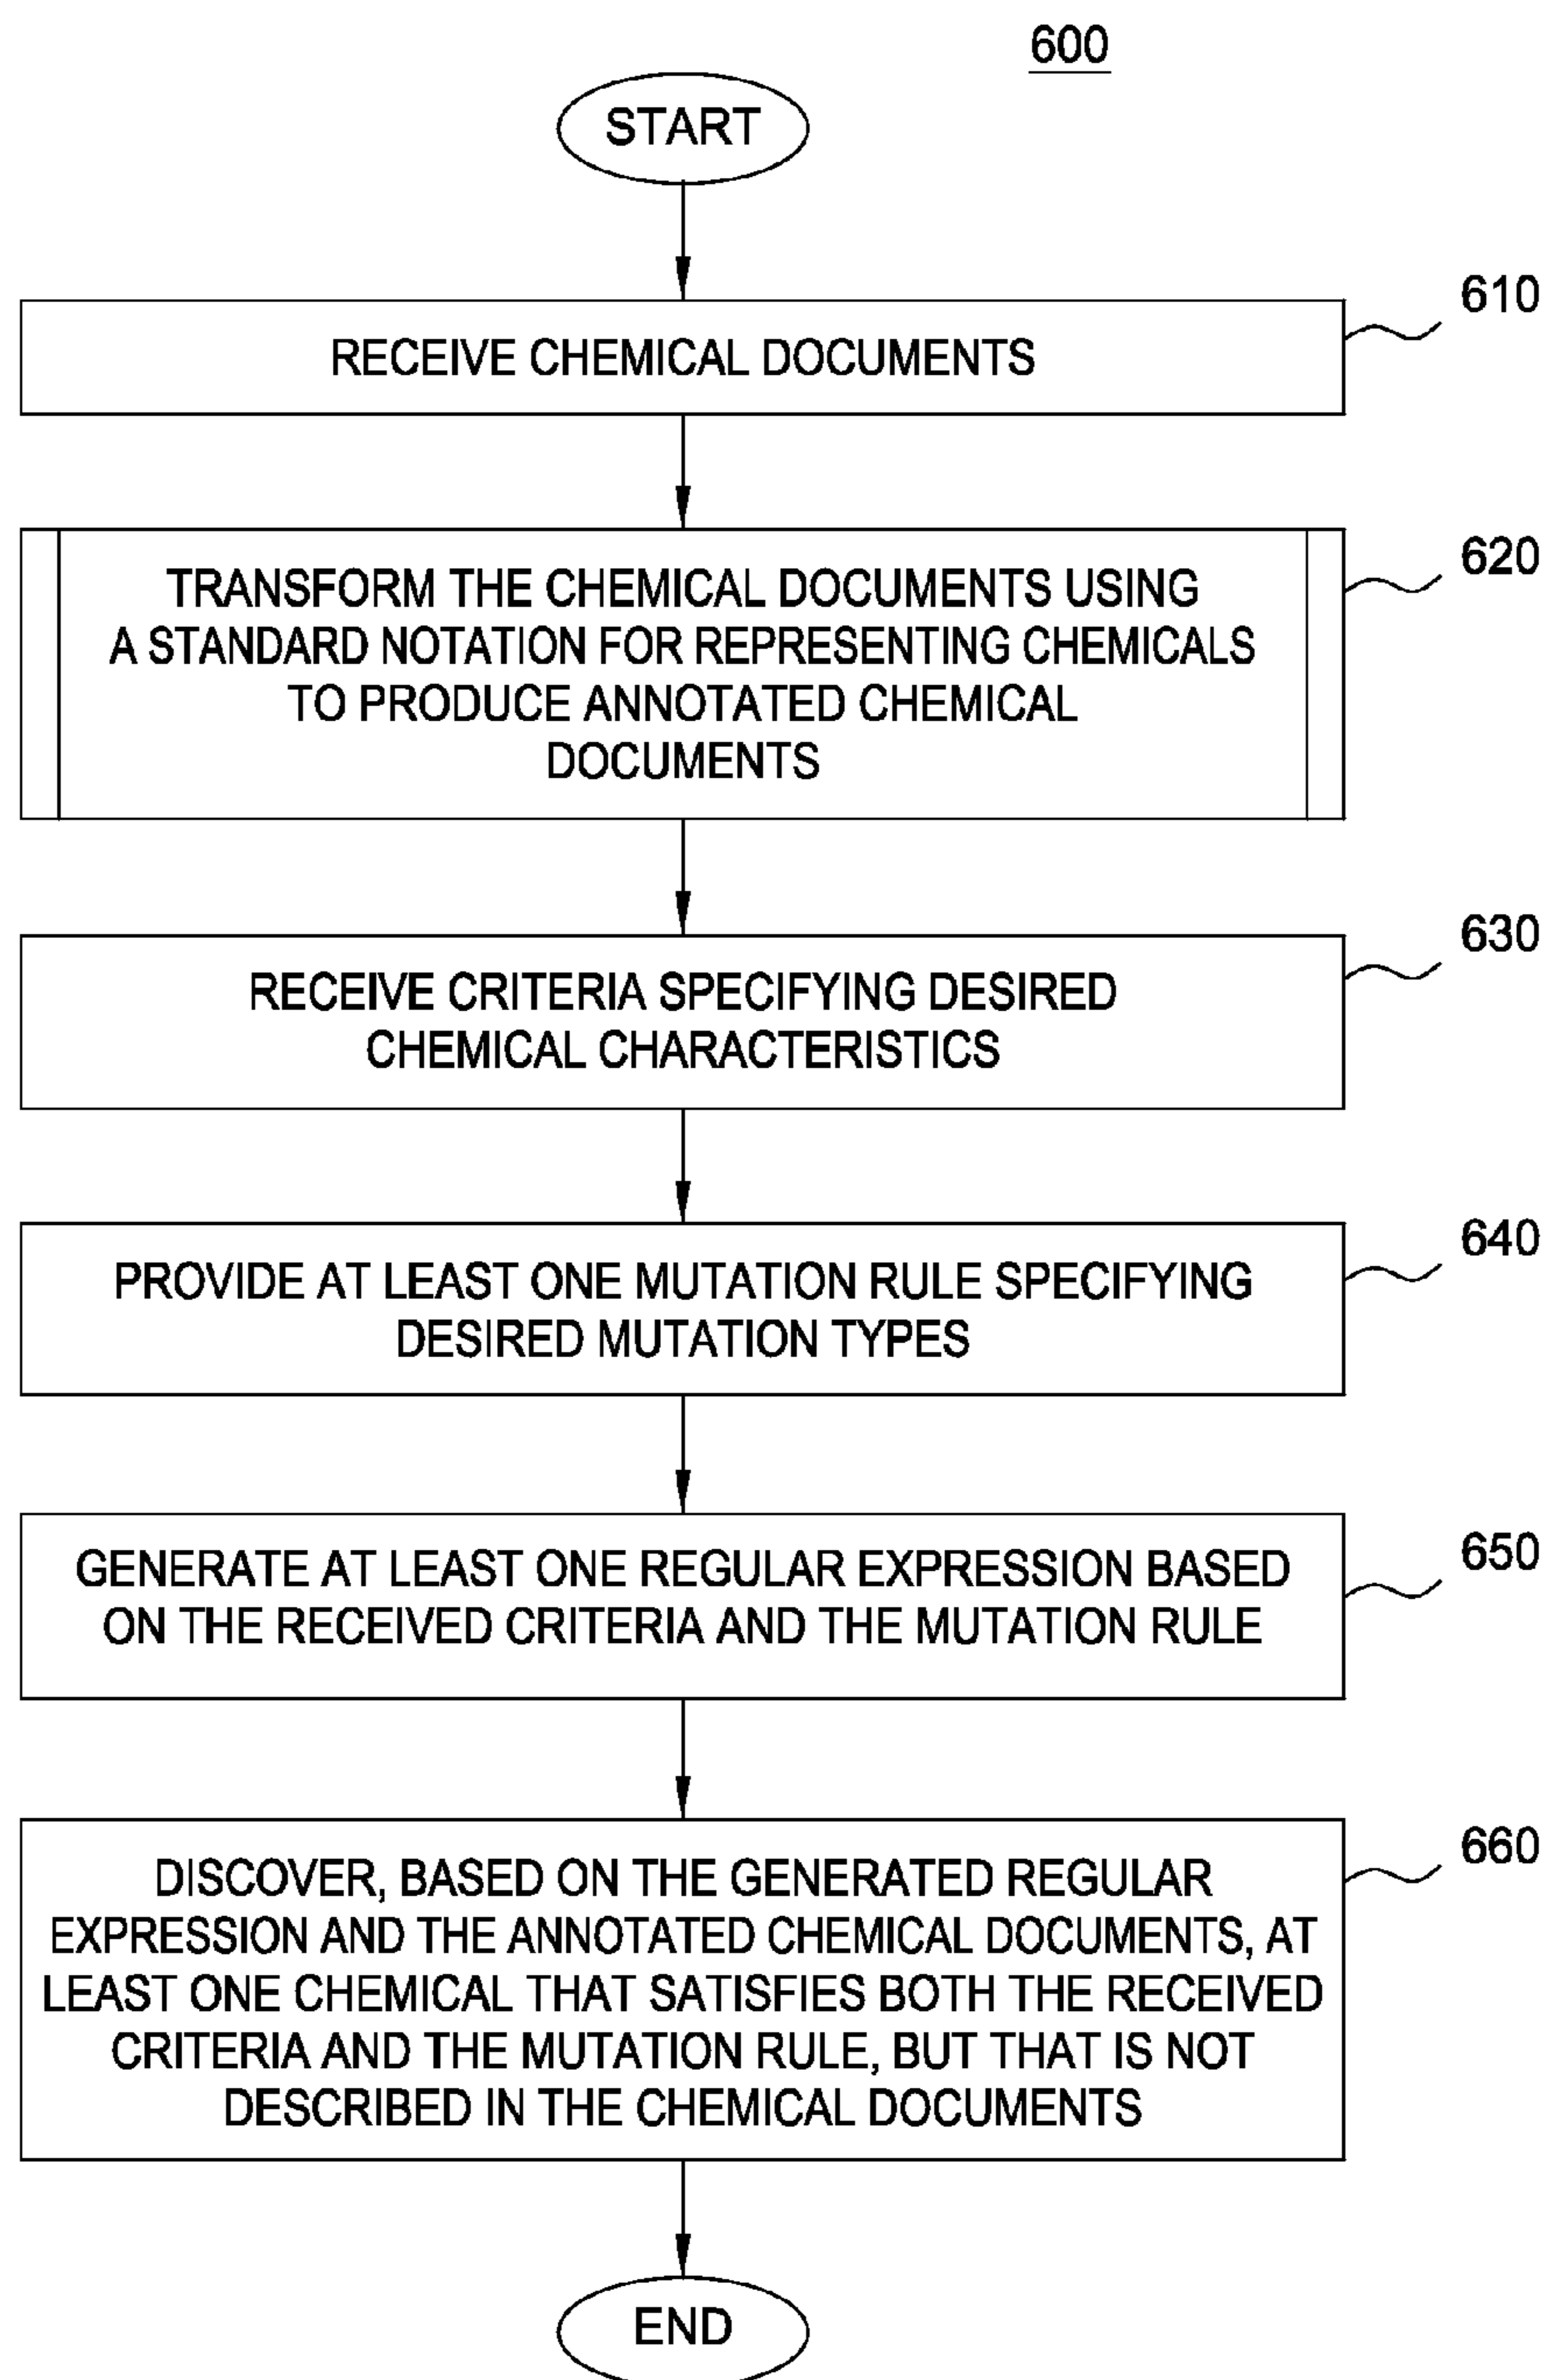 600
START
610
RECEIVE CHEMICAL DOCUMENTS
620
TRANSFORM THE CHEMICAL DOCUMENTS USING
A STANDARD NOTATION FOR REPRESENTING CHEMICALS
TO PRODUCE ANNOTATED CHEMICAL
DOCUMENTS
630
RECEIVE CRITERIA SPECIFYING DESIRED
CHEMICAL CHARACTERISTICS
640
PROVIDE AT LEAST ONE MUTATION RULE SPECIFYING
DESIRED MUTATION TYPES
650
GENERATE AT LEAST ONE REGULAR EXPRESSION BASED
ON THE RECEIVED CRITERIA AND THE MUTATION RULE
660
DISCOVER, BASED ON THE GENERATED REGULAR
EXPRESSION AND THE ANNOTATED CHEMICAL DOCUMENTS, AT
LEAST ONE CHEMICAL THAT SATISFIES BOTH THE RECEIVED
CRITERIA AND THE MUTATION RULE, BUT THAT IS NOT
DESCRIBED IN THE CHEMICAL DOCUMENTS
END